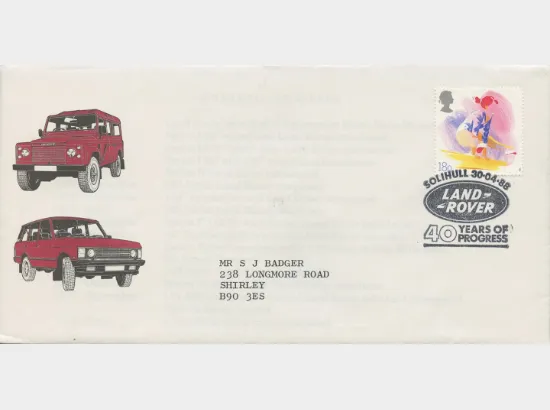 18p
SOLIHULL 30-04-88
LAND-
-ROVER
40 YEARS OF
PROGRESS
MR S J BADGER
238 LONGMORE ROAD
SHIRLEY
B90 3ES